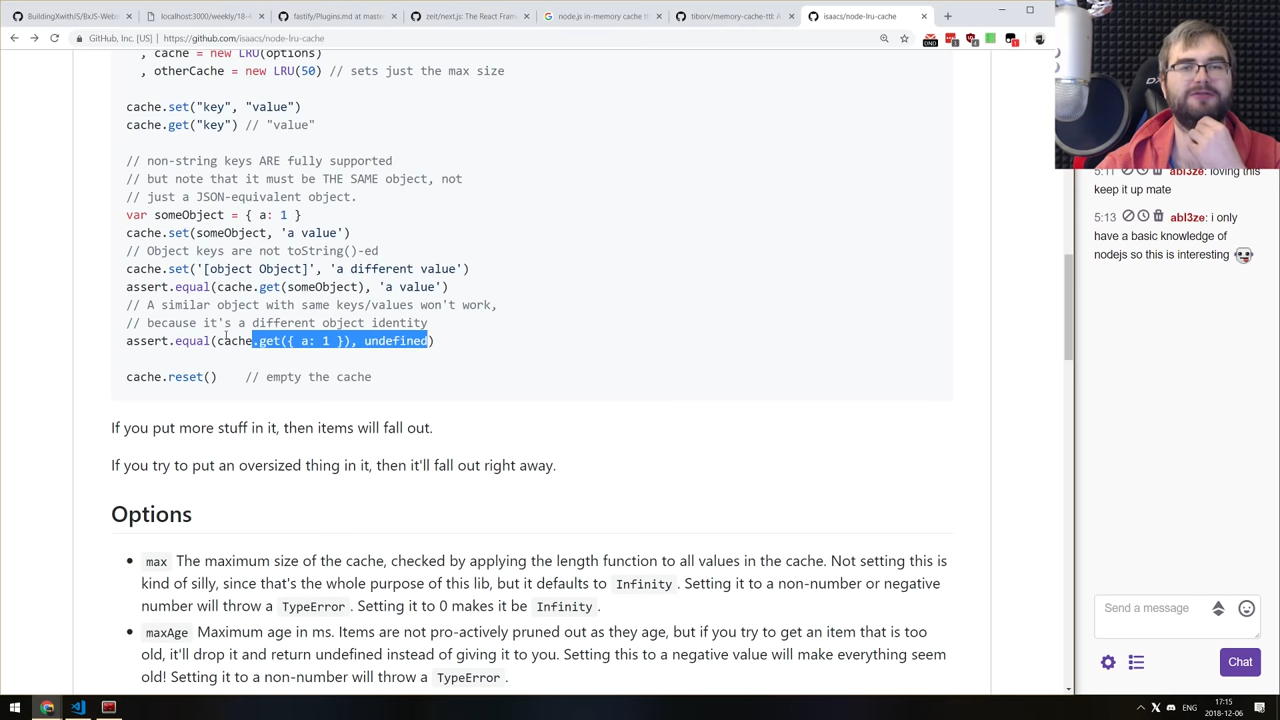 BuildingXwithJS/BxJS-Webs
localhost:3000/weekly/18-
fastify/Plugins.md at maste
zeit/next.js: The React Fram
node.js in-memory cache t
tiborv/memory-cache-ttl: A
isaacs/node-lru-cache
GitHub, Inc. [US] | https://github.com/isaacs/node-lru-cache
, cache = new LRU(options)
, otherCache = new LRU(50) // sets just the max size
cache.set("key", "value")
cache.get("key") // "value"
// non-string keys ARE fully supported
// but note that it must be THE SAME object, not
// just a JSON-equivalent object.
var someObject = { a: 1 }
cache.set(someObject, 'a value')
// Object keys are not toString()-ed
cache.set('[object Object]', 'a different value')
assert.equal(cache.get(someObject), 'a value')
// A similar object with same keys/values won't work,
// because it's a different object identity
assert.equal(cache.get({ a: 1 }), undefined)
cache.reset()    // empty the cache
If you put more stuff in it, then items will fall out.
If you try to put an oversized thing in it, then it'll fall out right away.
Options
max The maximum size of the cache, checked by applying the length function to all values in the cache. Not setting this is
kind of silly, since that's the whole purpose of this lib, but it defaults to Infinity . Setting it to a non-number or negative
number will throw a TypeError . Setting it to 0 makes it be Infinity .
maxAge Maximum age in ms. Items are not pro-actively pruned out as they age, but if you try to get an item that is too
old, it'll drop it and return undefined instead of giving it to you. Setting this to a negative value will make everything seem
old! Setting it to a non-number will throw a TypeError .
5:11 abl3ze: loving this
keep it up mate
5:13 abl3ze: i only
have a basic knowledge of
nodejs so this is interesting
Send a message
Chat
ENG
17:15
2018-12-06